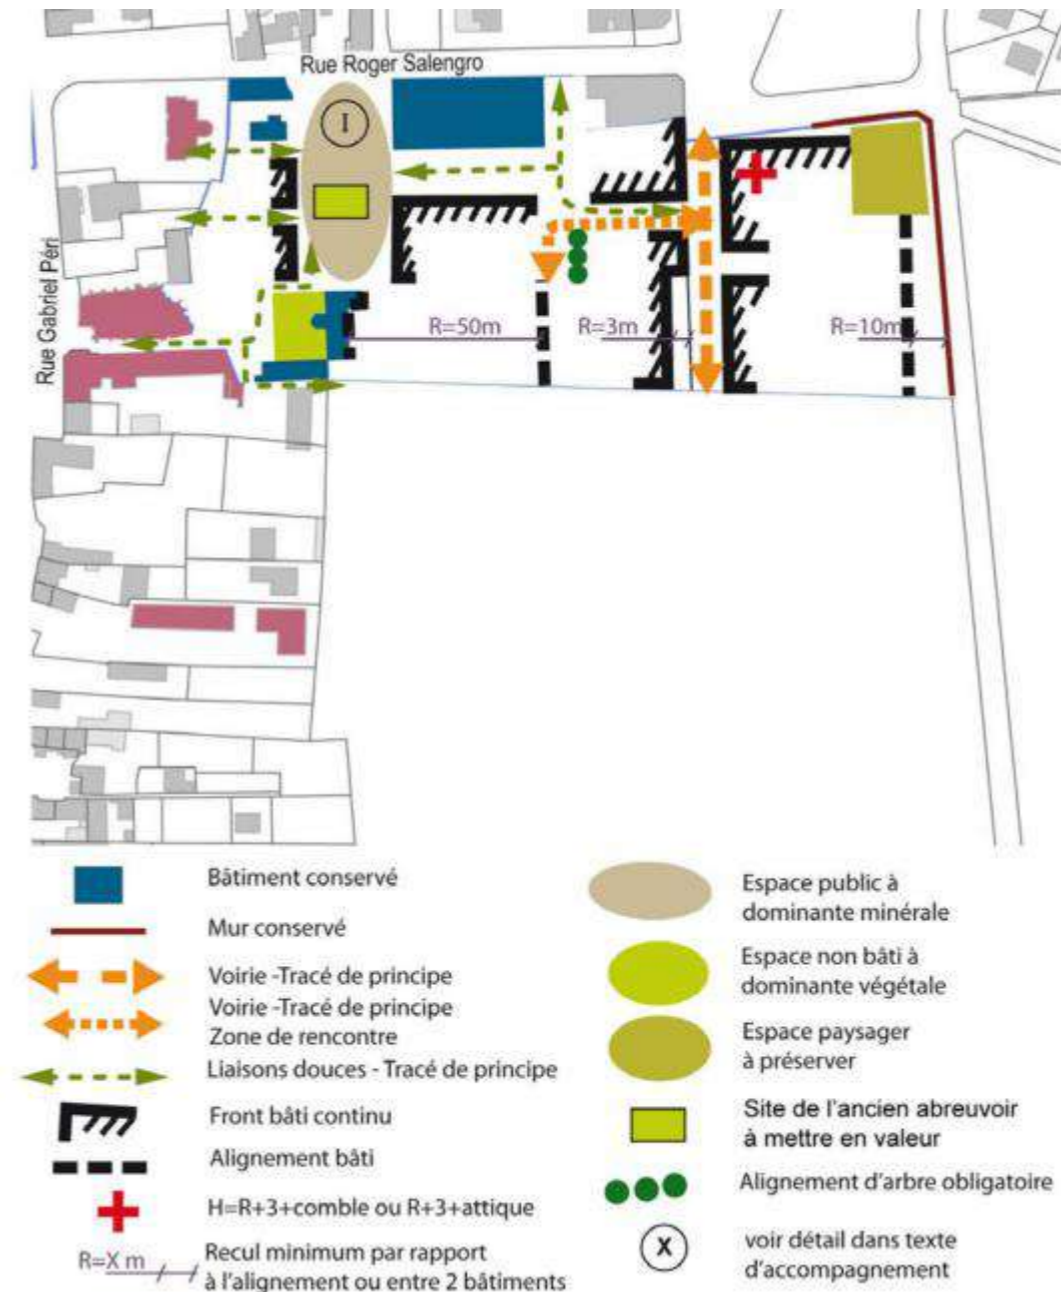 Rue Roger Salengro
I
Rue Gabriel Péri
R=50m
R=3m
R=10m
Bâtiment conservé
Mur conservé
Voirie -Tracé de principe
Voirie -Tracé de principe
Zone de rencontre
Liaisons douces - Tracé de principe
Front bâti continu
Alignement bâti
H=R+3+comble ou R+3+attique
R=X m
Recul minimum par rapport
à l'alignement ou entre 2 bâtiments
Espace public à
dominante minérale
Espace non bâti à
dominante végétale
Espace paysager
à préserver
Site de l'ancien abreuvoir
à mettre en valeur
Alignement d'arbre obligatoire
X
voir détail dans texte
d'accompagnement